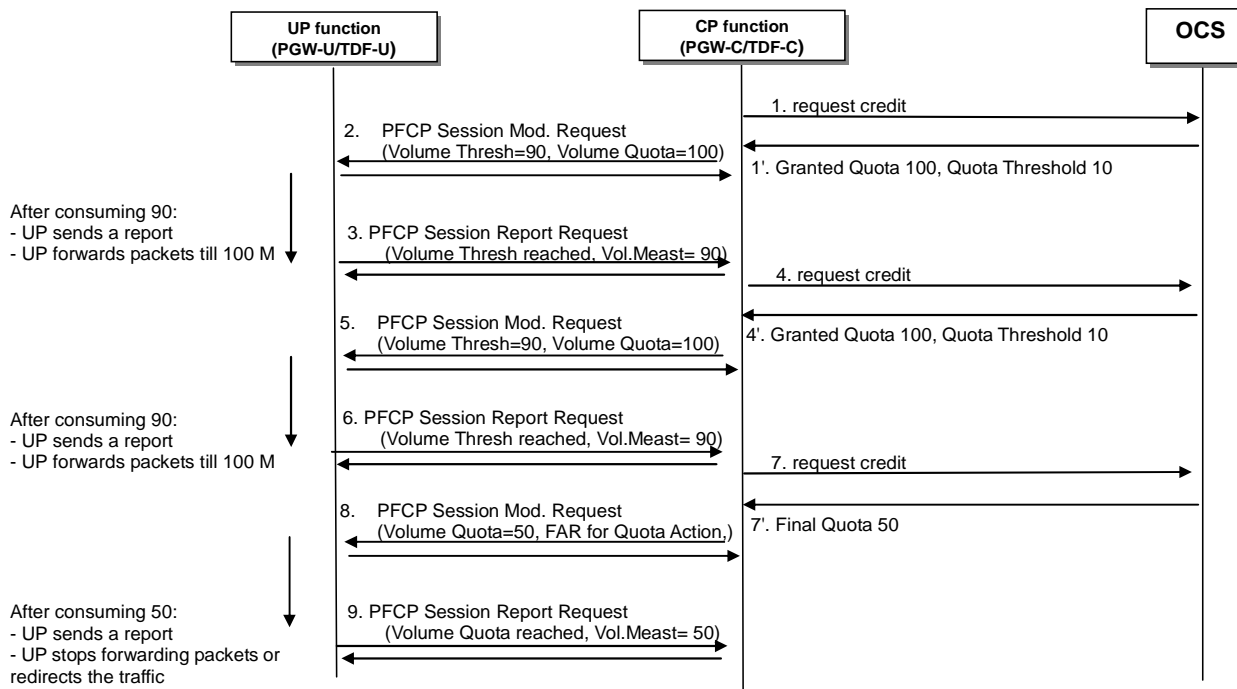 UP function
(PGW-U/TDF-U)
CP function
(PGW-C/TDF-C)
OCS
1. request credit
2. PFCP Session Mod. Request
(Volume Thresh=90, Volume Quota=100)
1'. Granted Quota 100, Quota Threshold 10
After consuming 90:
- UP sends a report
- UP forwards packets till 100 M
3. PFCP Session Report Request
(Volume Thresh reached, Vol.Meast= 90)
4. request credit
5. PFCP Session Mod. Request
(Volume Thresh=90, Volume Quota=100)
4'. Granted Quota 100, Quota Threshold 10
After consuming 90:
- UP sends a report
- UP forwards packets till 100 M
6. PFCP Session Report Request
(Volume Thresh reached, Vol.Meast= 90)
7. request credit
8. PFCP Session Mod. Request
(Volume Quota=50, FAR for Quota Action,)
7'. Final Quota 50
After consuming 50:
- UP sends a report
- UP stops forwarding packets or
redirects the traffic
9. PFCP Session Report Request
(Volume Quota reached, Vol.Meast= 50)